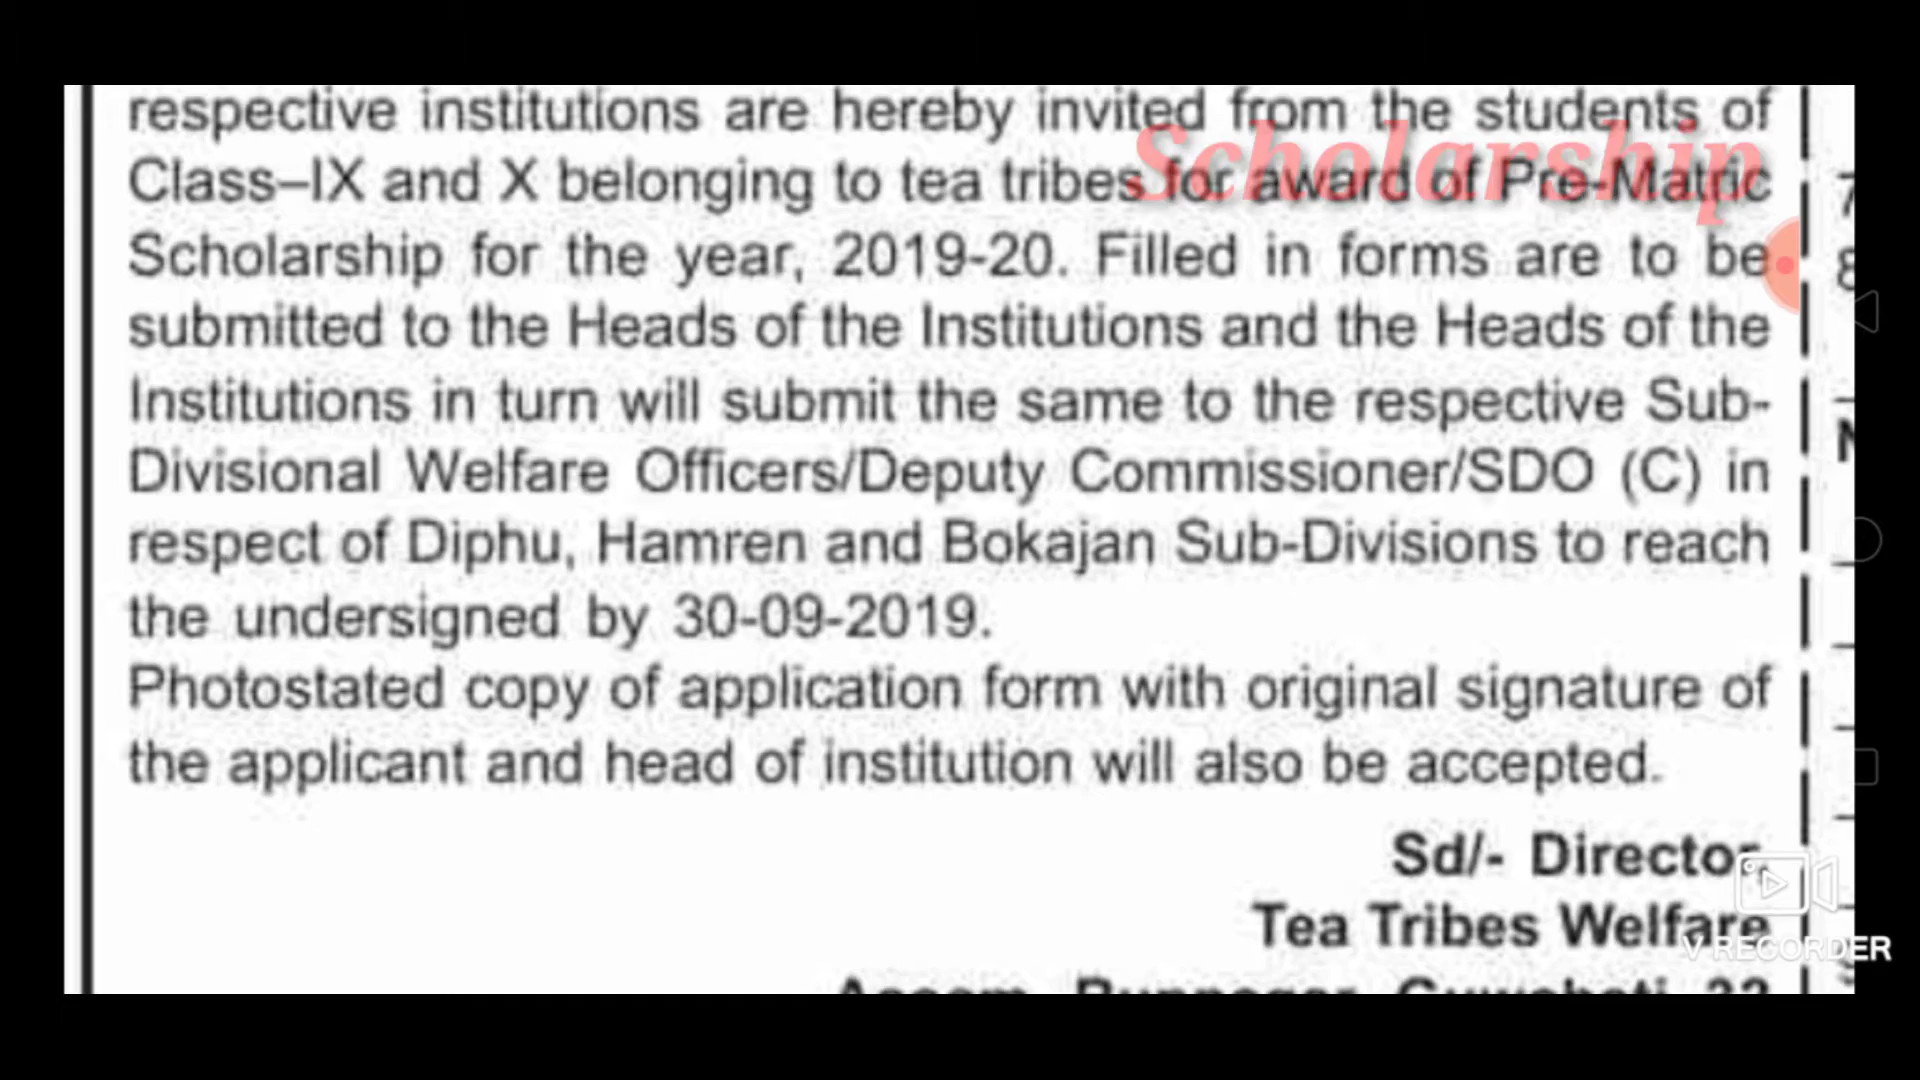 respective institutions are hereby invited from the students of
Class–IX and X belonging to tea tribes for award of Pre-Matric
Scholarship
Scholarship for the year, 2019-20. Filled in forms are to be
submitted to the Heads of the Institutions and the Heads of the
Institutions in turn will submit the same to the respective Sub-
Divisional Welfare Officers/Deputy Commissioner/SDO (C) in
respect of Diphu, Hamren and Bokajan Sub-Divisions to reach
the undersigned by 30-09-2019.
Photostated copy of application form with original signature of
the applicant and head of institution will also be accepted.
Sd/- Director,
Tea Tribes Welfare
V RECORDER